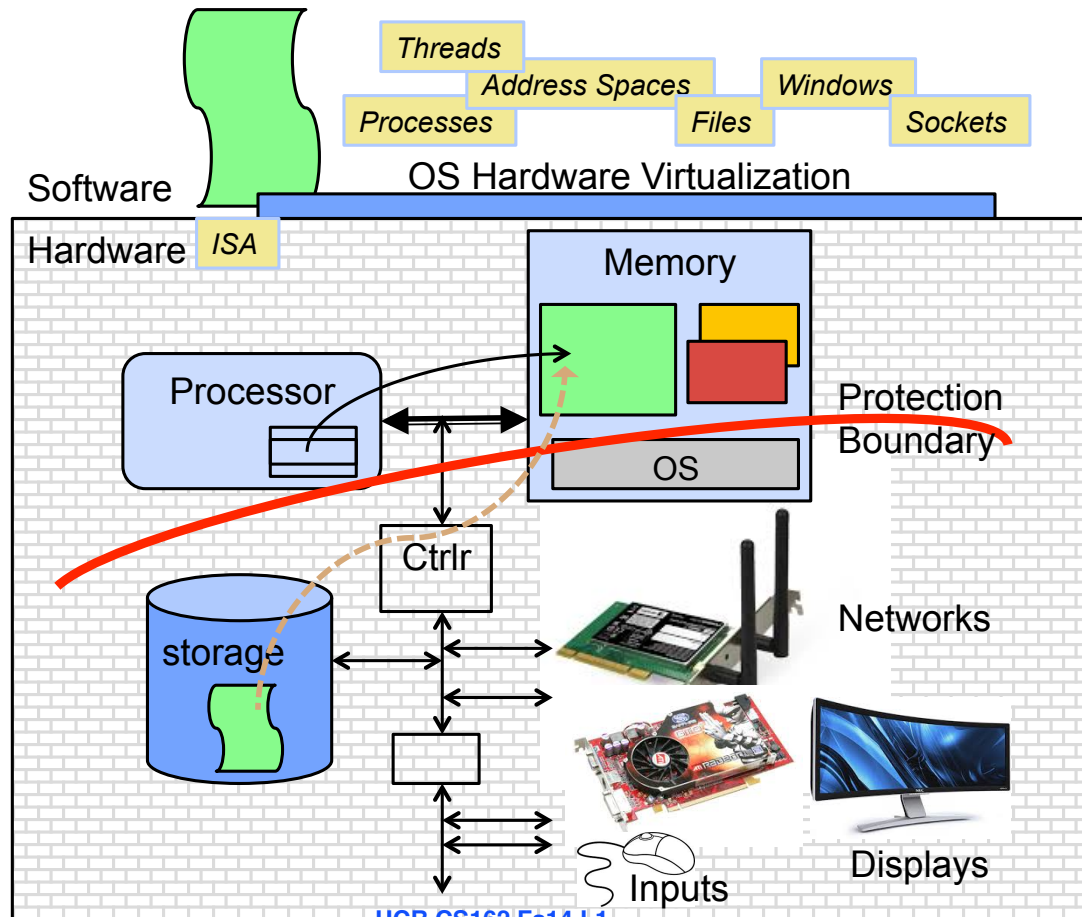 Threads
Address Spaces
Windows
Processes
Files
Sockets
Software
OS Hardware Virtualization
Hardware
ISA
Memory
Processor
Protection
Boundary
OS
Ctrlr
Networks
storage
Displays
Inputs